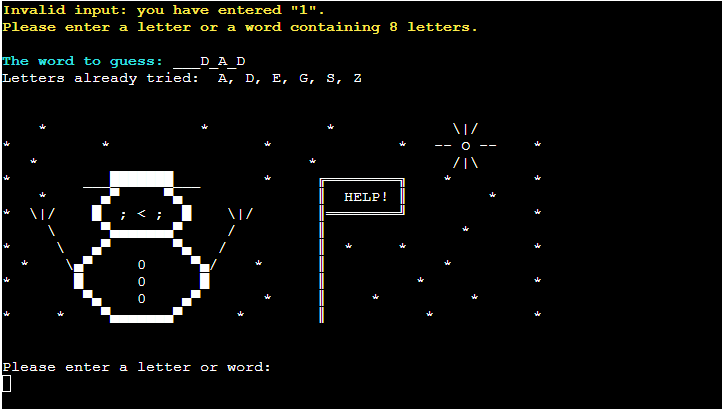 Invalid input: you have entered "1".
Please enter a letter or a word containing 8 letters.
The word to guess: ___D_A_D
Letters already tried: A, D, E, G, S, Z
HELP!
Please enter a letter or word: